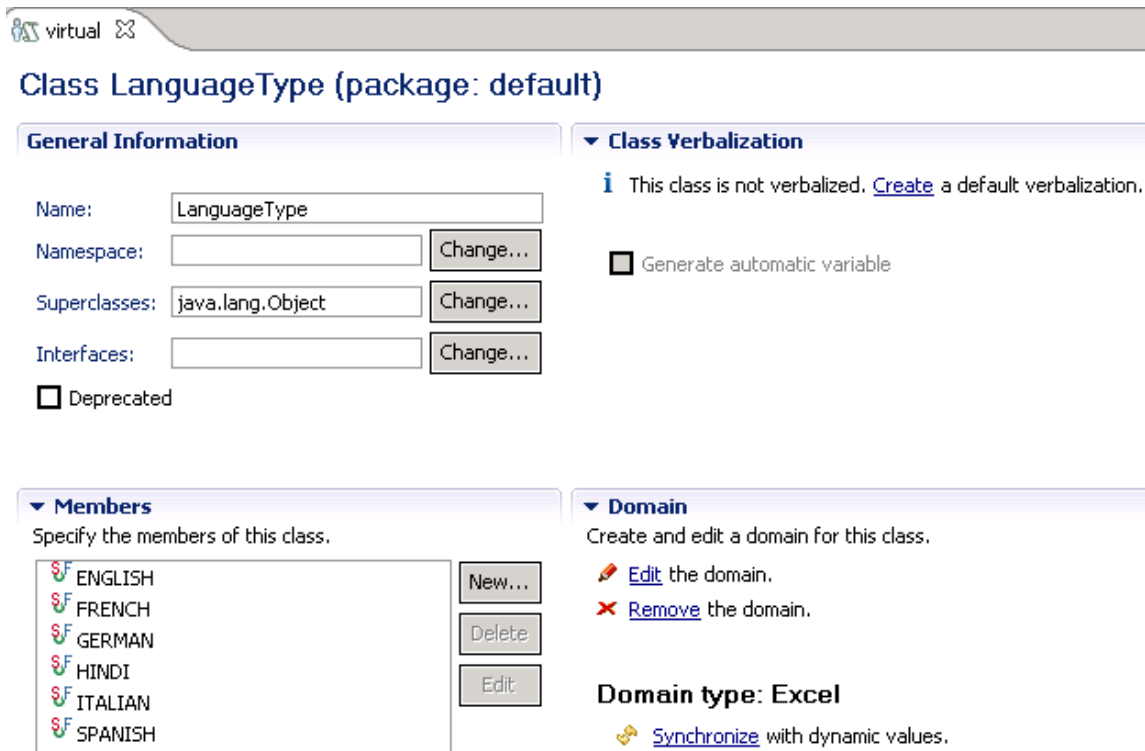 virtual
Class LanguageType (package: default)
General Information
Name: LanguageType
Namespace: Change...
Superclasses: java.lang.Object Change...
Interfaces: Change...
Deprecated
Class Verbalization
This class is not verbalized. Create a default verbalization.
Generate automatic variable
Members
Specify the members of this class.
ENGLISH
FRENCH
GERMAN
HINDI
ITALIAN
SPANISH
New...
Delete
Edit
Domain
Create and edit a domain for this class.
Edit the domain.
Remove the domain.
Domain type: Excel
Synchronize with dynamic values.